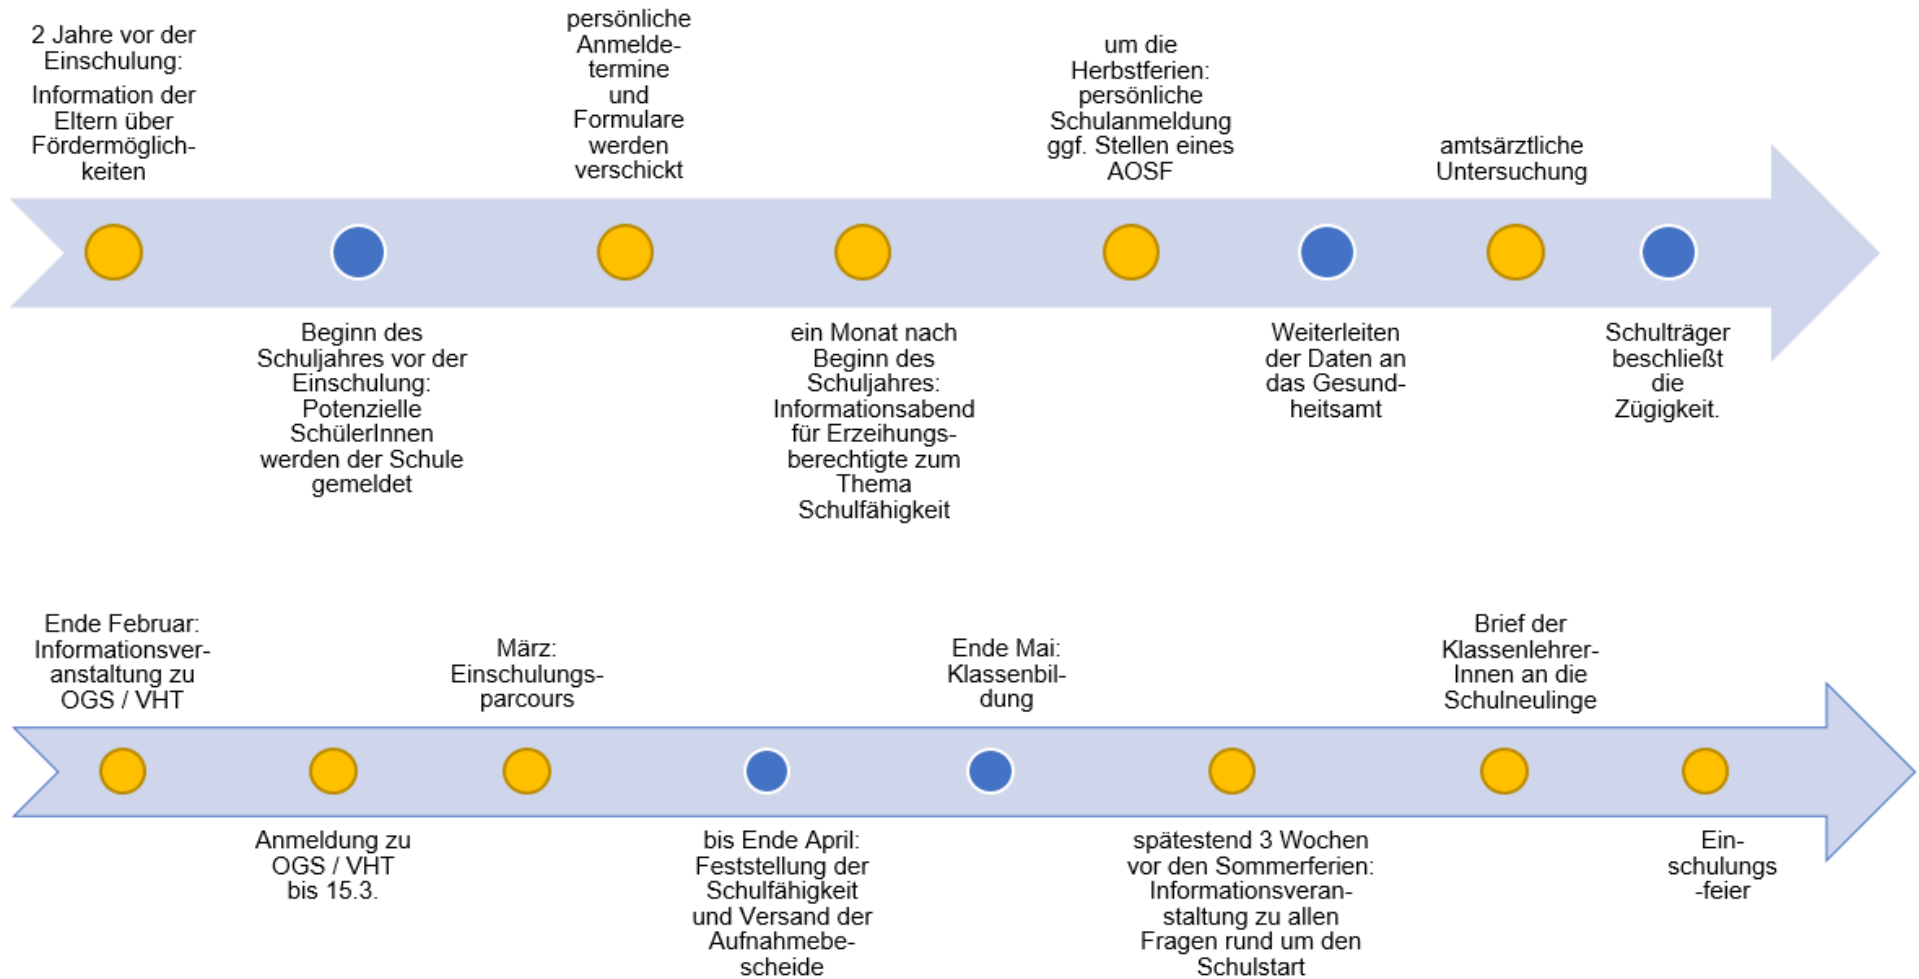 2 Jahre vor der
Einschulung:
Information der
Eltern über
Fördermöglich-
keiten
Beginn des
Schuljahres vor der
Einschulung:
Potenzielle
SchülerInnen
werden der Schule
gemeldet
persönliche
Anmelde-
termine
und
Formulare
werden
verschickt
ein Monat nach
Beginn des
Schuljahres:
Informationsabend
für Erzeihungs-
berechtigte zum
Thema
Schulfähigkeit
um die
Herbstferien:
persönliche
Schulanmeldung
ggf. Stellen eines
AOSF
Weiterleiten
der Daten an
das Gesund-
heitsamt
amtsärztliche
Untersuchung
Schulträger
beschließt
die
Zügigkeit.
Ende Februar:
Informationsver-
anstaltung zu
OGS / VHT
Anmeldung zu
OGS / VHT
bis 15.3.
März:
Einschulungs-
parcours
bis Ende April:
Feststellung der
Schulfähigkeit
und Versand der
Aufnahmebe-
scheide
Ende Mai:
Klassenbil-
dung
spätestend 3 Wochen
vor den Sommerferien:
Informationsveran-
staltung zu allen
Fragen rund um den
Schulstart
Brief der
Klassenlehrer-
Innen an die
Schulneulinge
Ein-
schulungs
-feier